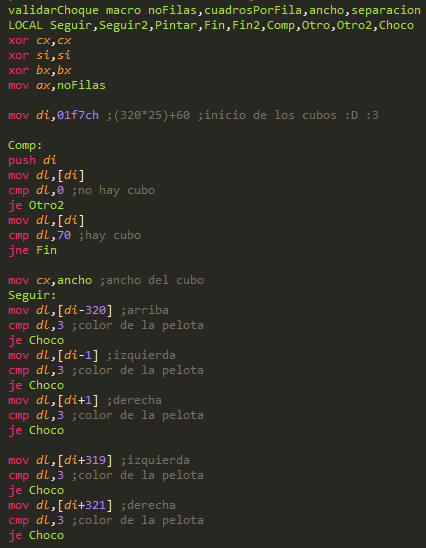 validarChoque macro noFilas,cuadrosPorFila,ancho,separacion
LOCAL Seguir,Seguir2,Pintar,Fin,Fin2,Comp,Otro,Otro2,Choco
xor cx,cx
xor si,si
xor bx,bx
mov ax,noFilas
mov di,01f7ch ;(320*25)+60 ;inicio de los cubos :D :3
Comp:
push di
mov dl,[di]
cmp dl,0 ;no hay cubo
je Otro2
mov dl,[di]
cmp dl,70 ;hay cubo
jne Fin
mov cx,ancho ;ancho del cubo
Seguir:
mov dl,[di-320] ;arriba
cmp dl,3 ;color de la pelota
je Choco
mov dl,[di-1] ;izquierda
cmp dl,3 ;color de la pelota
je Choco
mov dl,[di+1] ;derecha
cmp dl,3 ;color de la pelota
je Choco
mov dl,[di+319] ;izquierda
cmp dl,3 ;color de la pelota
je Choco
mov dl,[di+321] ;derecha
cmp dl,3 ;color de la pelota
je Choco